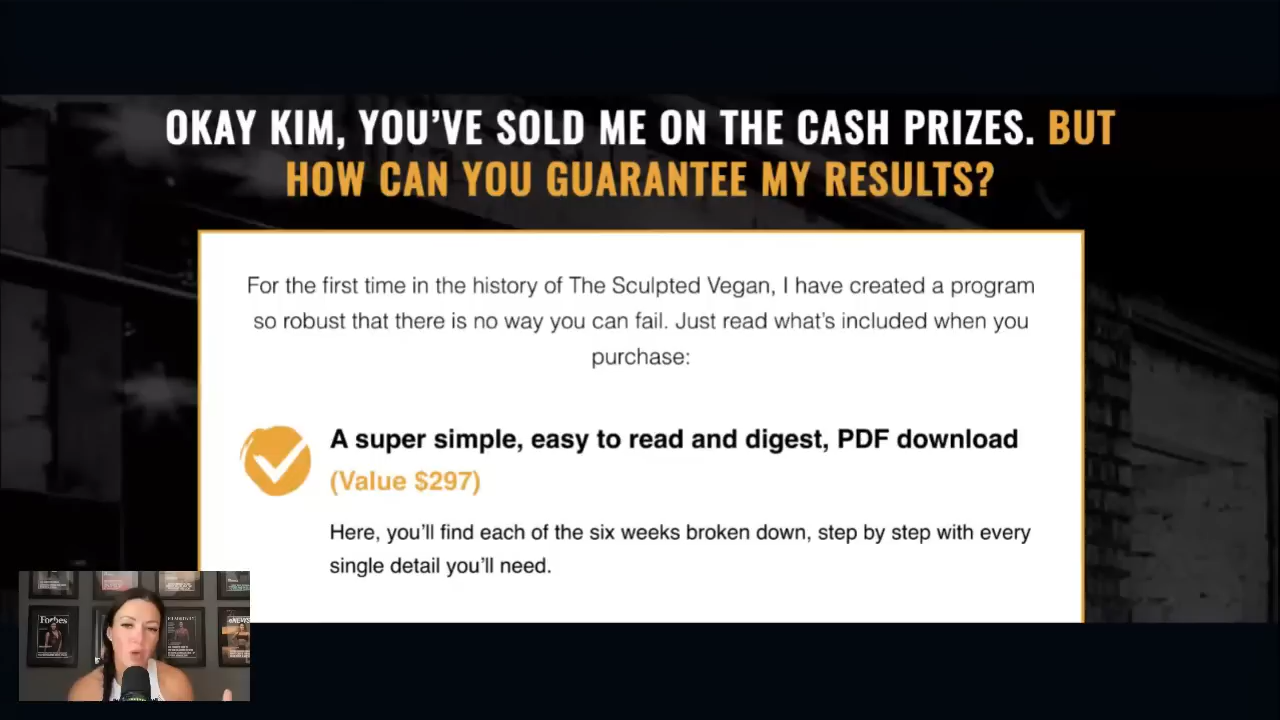 OKAY KIM, YOU'VE SOLD ME ON THE CASH PRIZES. BUT
HOW CAN YOU GUARANTEE MY RESULTS?
For the first time in the history of The Sculpted Vegan, I have created a program
so robust that there is no way you can fail. Just read what's included when you
purchase:
A super simple, easy to read and digest, PDF download
(Value $297)
Here, you'll find each of the six weeks broken down, step by step with every
single detail you'll need.
Forbes